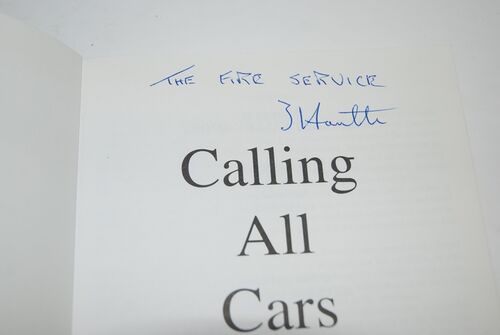 THE FIRE SERVICE
Calling
All
Cars